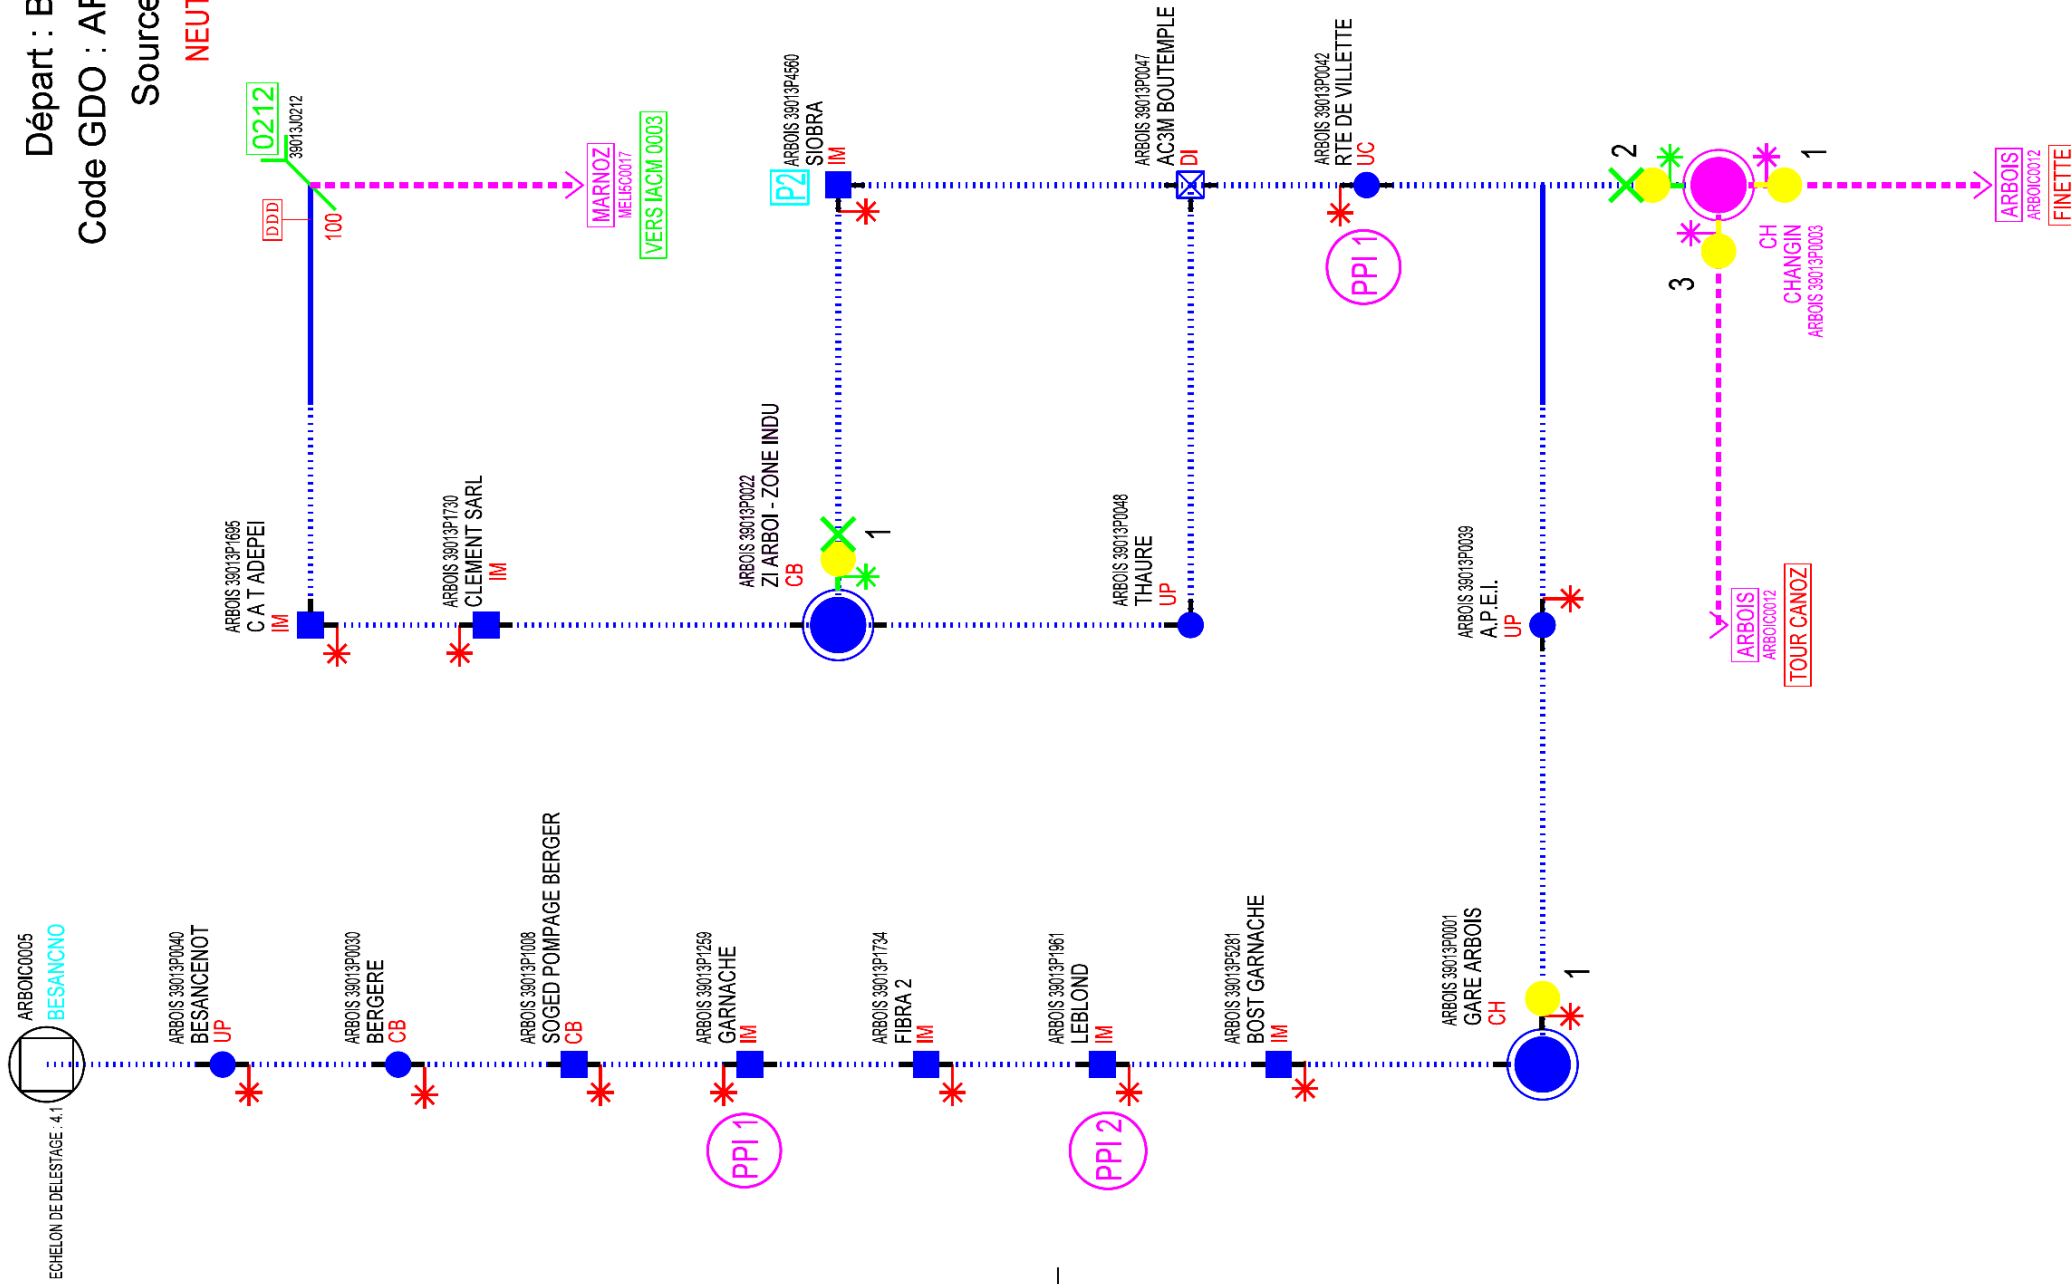 Départ : B
Code GDO : AR
Source
NEUT
ARBOIC0005
BESANCNO
ECHELON DE DELESTAGE : 4.1
ARBOIS 39013P0040
BESANCENOT
UP
ARBOIS 39013P0030
BERGERE
CB
ARBOIS 39013P1008
SOGED POMPAGE BERGER
CB
ARBOIS 39013P1259
GARNACHE
IM
PPI 1
ARBOIS 39013P1734
FIBRA 2
IM
ARBOIS 39013P1961
LEBLOND
IM
PPI 2
ARBOIS 39013P5281
BOST GARNACHE
IM
ARBOIS 39013P0001
GARE ARBOIS
CH
1
ARBOIS 39013P1695
C A T ADEPEI
IM
ARBOIS 39013P1730
CLEMENT SARL
IM
ARBOIS 39013P0022
ZI ARBOI - ZONE INDU
CB
1
ARBOIS 39013P0048
THAURE
UP
ARBOIS 39013P0039
A.P.E.I.
UP
0212
39013J0212
DDD
100
MARNOZ
MELI5C0017
VERS IACM 0003
P2
ARBOIS 39013P4560
SIOBRA
IM
ARBOIS 39013P0047
AC3M BOUTEMPLE
DI
ARBOIS 39013P0042
RTE DE VILLETTE
UC
PPI 1
2
1
3
CH
CHANGIN
ARBOIS 39013P0003
ARBOIS
ARBOIC0012
TOUR CANOZ
ARBOIS
ARBOIC0012
FINETTE